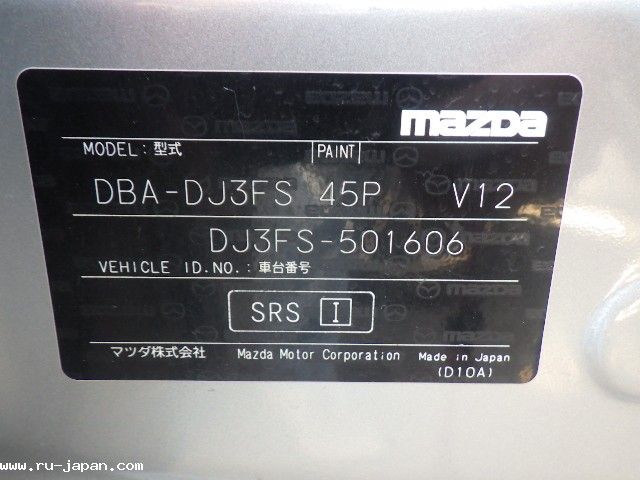 mazda
MODEL: 型式 PAINT
DBA-DJ3FS 45P V12
DJ3FS-501606
VEHICLE ID.NO.: 車台番号
SRS I
マツダ株式会社 Mazda Motor Corporation Made in Japan
(D10A)
www.ru-japan.com